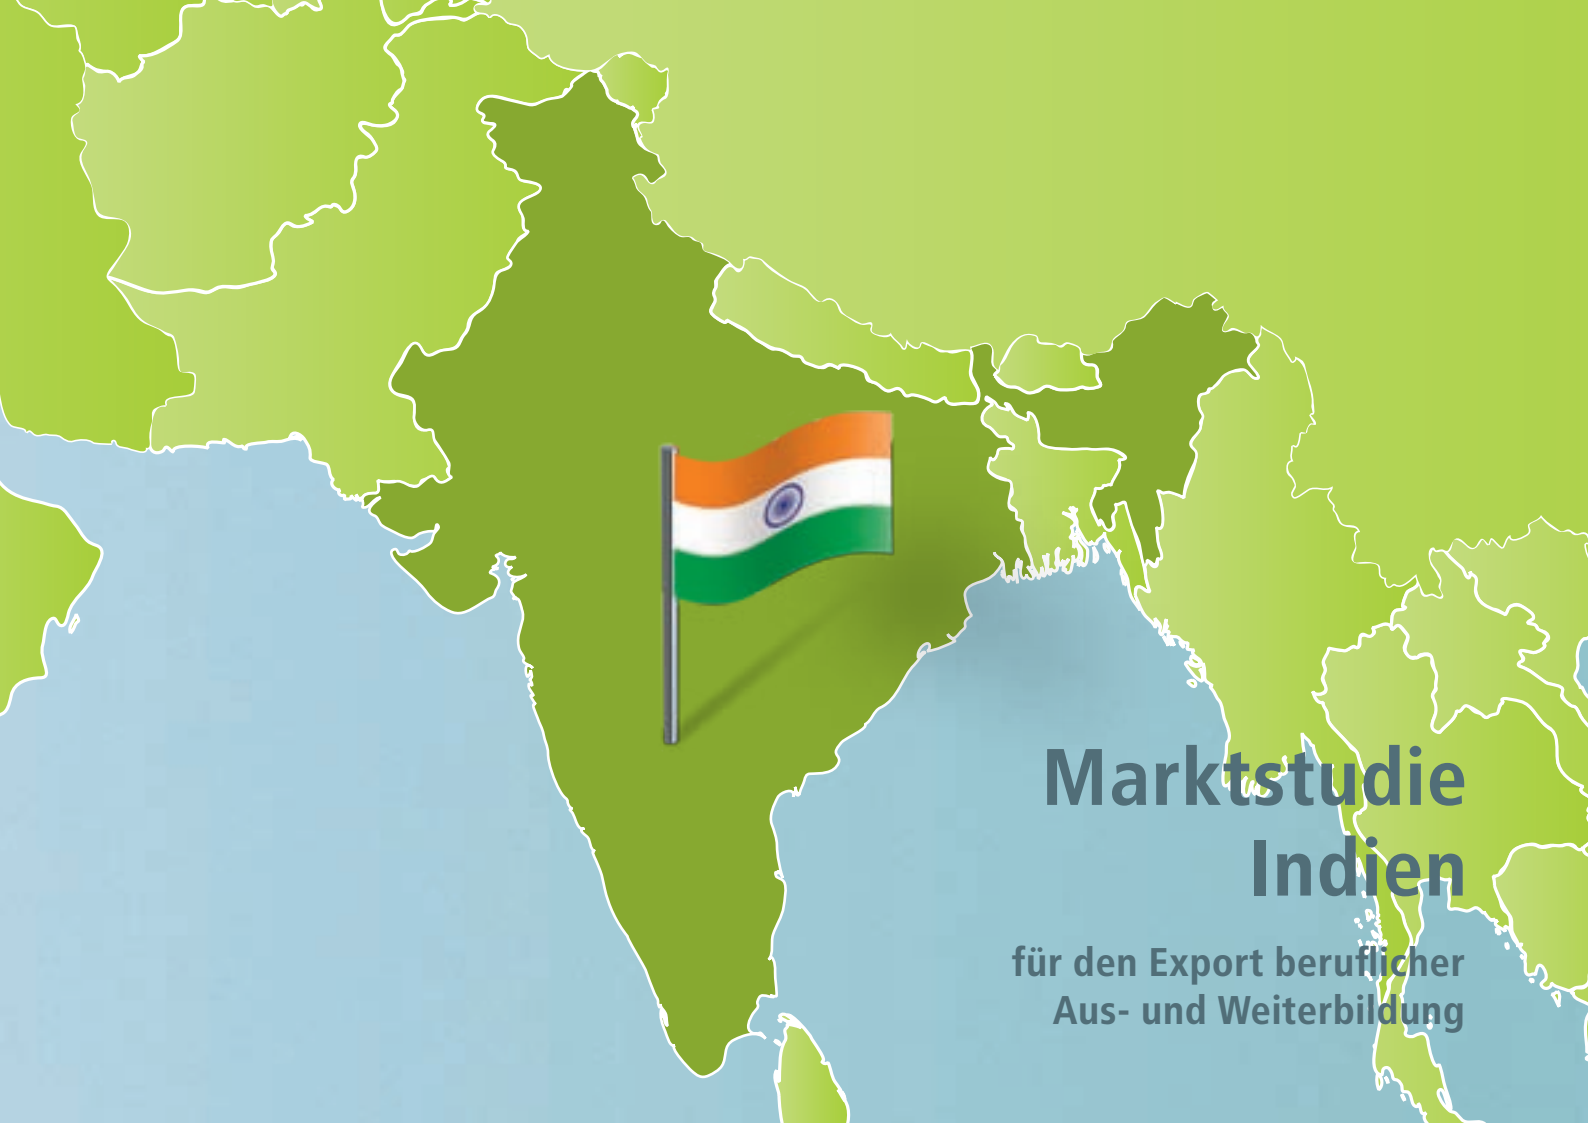 Marktstudie
Indien
für den Export beruflicher
Aus- und Weiterbildung